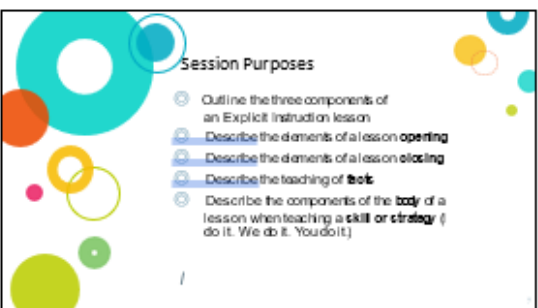 Session Purposes
Outline the three components of
an Explicit Instruction lesson
Describe the elements of a lesson opening
Describe the elements of a lesson closing
Describe the teaching of facts
Describe the components of the body of a
lesson when teaching a skill or strategy (I
do it. We do it. You do it.)
/